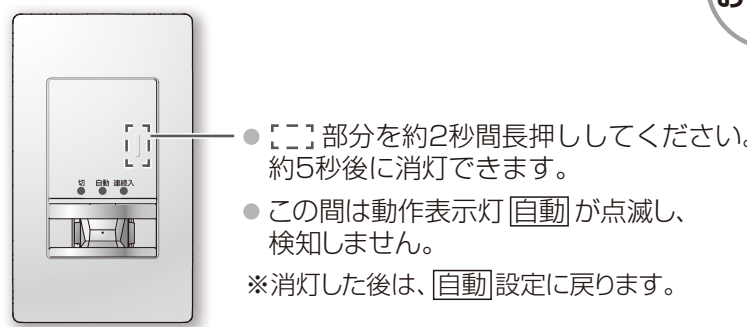 お
切 自動 連続入
● [ ] 部分を約2秒間長押ししてください。
約5秒後に消灯できます。
● この間は動作表示灯 自動 が点滅し、
検知しません。
※消灯した後は、自動設定に戻ります。